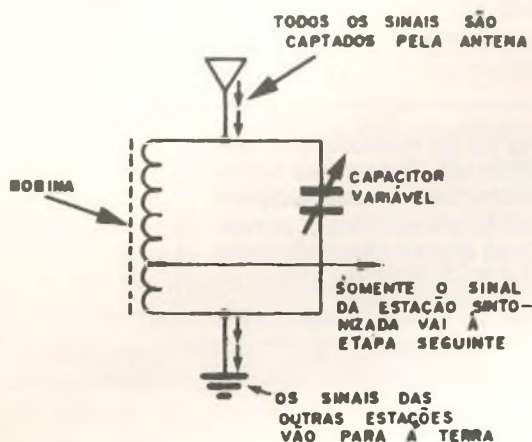 TODOS OS SINAIS SÃO
CAPTADOS PELA ANTENA
BOBINA
CAPACITOR
VARIÁVEL
SOMENTE O SINAL
DA ESTAÇÃO SINTO-
NIZADA VAI À
ETAPA SEGUINTE
OS SINAIS DAS
OUTRAS ESTAÇÕES
VÃO PARA À TERRA